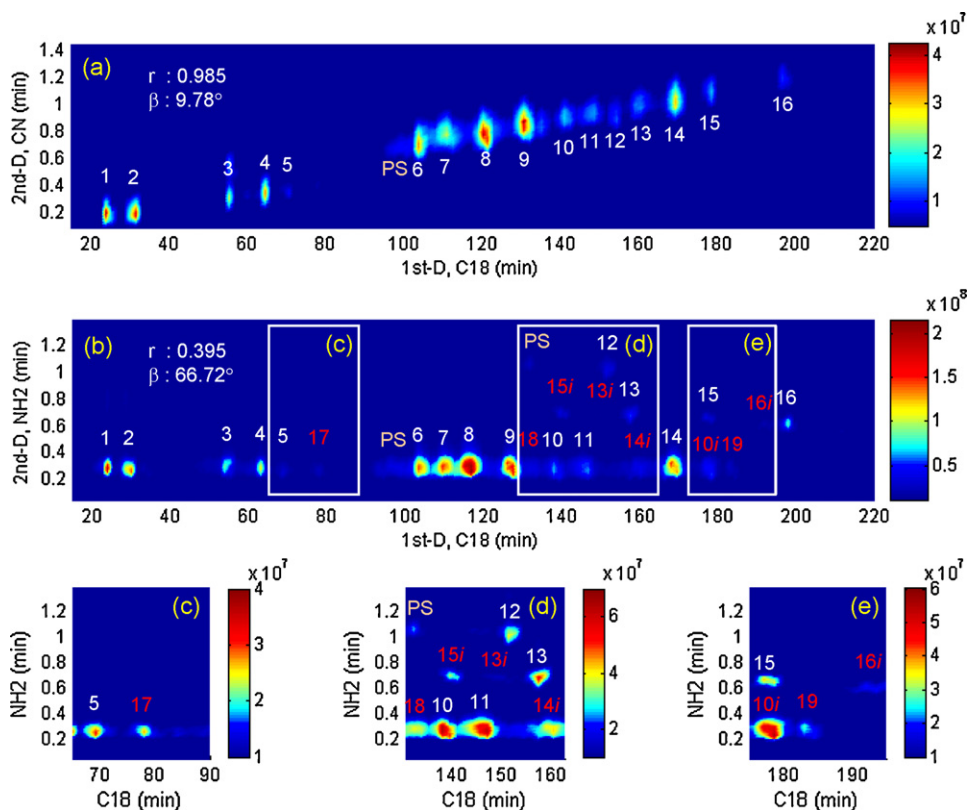 x 10⁷
(a)
r : 0.985
β : 9.78°
1 2 3 4 5 PS 6 7 8 9 10 11 12 13 14 15 16
2nd-D, CN (min)
1.4
1.2
1
0.8
0.6
0.4
0.2
20 40 60 80 100 120 140 160 180 200 220
1st-D, C18 (min)
4
3
2
1
x 10⁸
(b)
r : 0.395
β : 66.72°
(c)
PS 12 (d)
(e)
15i 13i 13 15 16i 16
1 2 3 4 5 17 PS 6 7 8 9 18 10 11 14i 14 10i 19
2nd-D, NH2 (min)
1.2
1
0.8
0.6
0.4
0.2
20 40 60 80 100 120 140 160 180 200 220
1st-D, C18 (min)
2
1.5
1
0.5
x 10⁷
(c)
5 17
NH2 (min)
1.2
1
0.8
0.6
0.4
0.2
70 80 90
C18 (min)
4
3
2
1
x 10⁷
PS 12 (d)
15i 13i 13
18 10 11 14i
NH2 (min)
1.2
1
0.8
0.6
0.4
0.2
140 150 160
C18 (min)
6
4
2
x 10⁷
(e)
15 16i
10i 19
NH2 (min)
1.2
1
0.8
0.6
0.4
0.2
180 190
C18 (min)
6
5
4
3
2
1